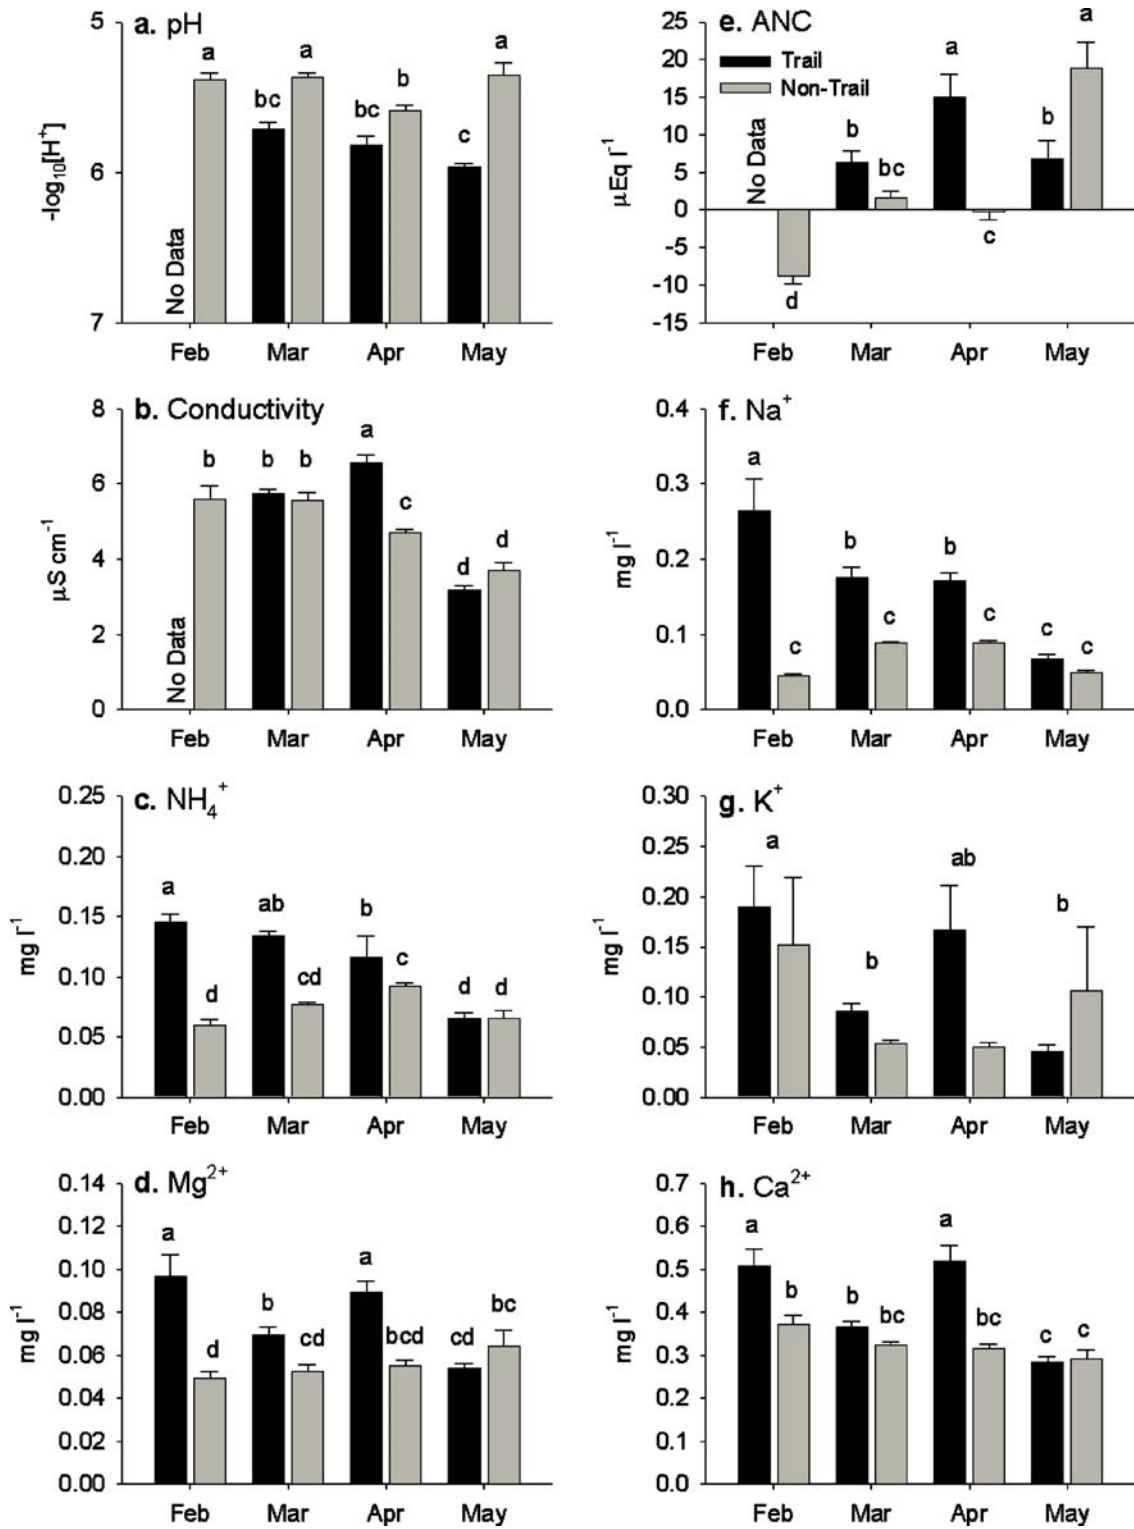 a. pH
5
6
7
-log10[H+]
a
bc
a
bc
b
c
a
No Data
Feb Mar Apr May
e. ANC
Trail
Non-Trail
25
20
15
10
5
0
-5
-10
-15
µEq l-1
No Data
d
b
bc
a
c
b
a
Feb Mar Apr May
b. Conductivity
8
6
4
2
0
µS cm-1
No Data
b
b
b
a
c
d
d
Feb Mar Apr May
f. Na+
0.4
0.3
0.2
0.1
0.0
mg l-1
a
c
b
c
b
c
c
c
Feb Mar Apr May
c. NH4+
0.25
0.20
0.15
0.10
0.05
0.00
mg l-1
a
d
ab
cd
b
c
d
d
Feb Mar Apr May
g. K+
0.30
0.25
0.20
0.15
0.10
0.05
0.00
mg l-1
a
b
ab
b
Feb Mar Apr May
d. Mg2+
0.14
0.12
0.10
0.08
0.06
0.04
0.02
0.00
mg l-1
a
d
b
cd
a
bcd
cd
bc
Feb Mar Apr May
h. Ca2+
0.7
0.6
0.5
0.4
0.3
0.2
0.1
0.0
mg l-1
a
b
b
bc
a
bc
c
c
Feb Mar Apr May